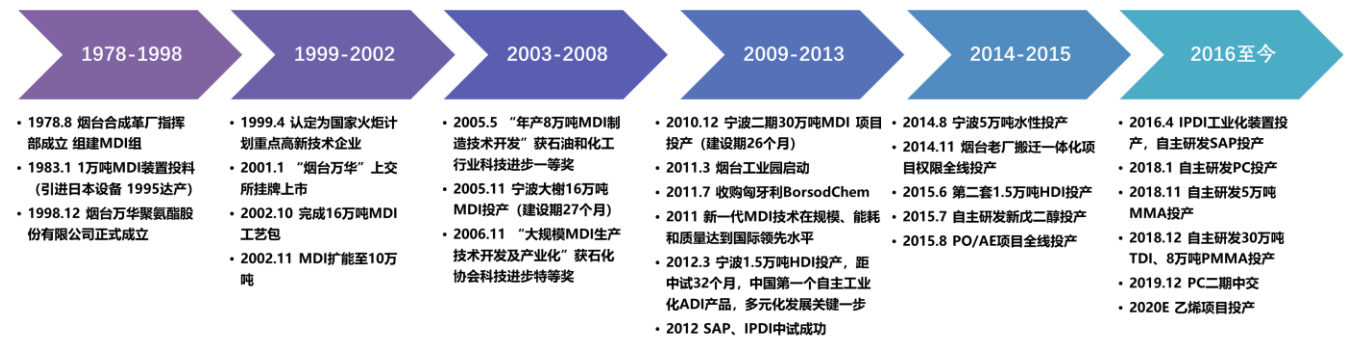 1978-1998
• 1978.8 烟台合成革厂指挥
部成立 组建MDI组
• 1983.1 1万吨MDI装置投料
（引进日本设备 1995达产）
• 1998.12 烟台万华聚氨酯股
份有限公司正式成立
1999-2002
• 1999.4 认定为国家火炬计
划重点高新技术企业
• 2001.1 “烟台万华”上交
所挂牌上市
• 2002.10 完成16万吨MDI
工艺包
• 2002.11 MDI扩能至10万
吨
2003-2008
• 2005.5 “年产8万吨MDI制
造技术开发”获石油和化工
行业科技进步一等奖
• 2005.11 宁波大榭16万吨
MDI投产（建设期27个月）
• 2006.11 “大规模MDI生产
技术开发及产业化”获石化
协会科技进步特等奖
2009-2013
• 2010.12 宁波二期30万吨MDI 项目
投产（建设期26个月）
• 2011.3 烟台工业园启动
• 2011.7 收购匈牙利BorsodChem
• 2011 新一代MDI技术在规模、能耗
和质量达到国际领先水平
• 2012.3 宁波1.5万吨HDI投产，距
中试32个月，中国第一个自主工业
化ADI产品，多元化发展关键一步
• 2012 SAP、IPDI中试成功
2014-2015
• 2014.8 宁波5万吨水性投产
• 2014.11 烟台老厂搬迁一体化项
目权限全线投产
• 2015.6 第二套1.5万吨HDI投产
• 2015.7 自主研发新戊二醇投产
• 2015.8 PO/AE项目全线投产
2016至今
• 2016.4 IPDI工业化装置投
产，自主研发SAP投产
• 2018.1 自主研发PC投产
• 2018.11 自主研发5万吨
MMA投产
• 2018.12 自主研发30万吨
TDI、8万吨PMMA投产
• 2019.12 PC二期中交
• 2020E 乙烯项目投产